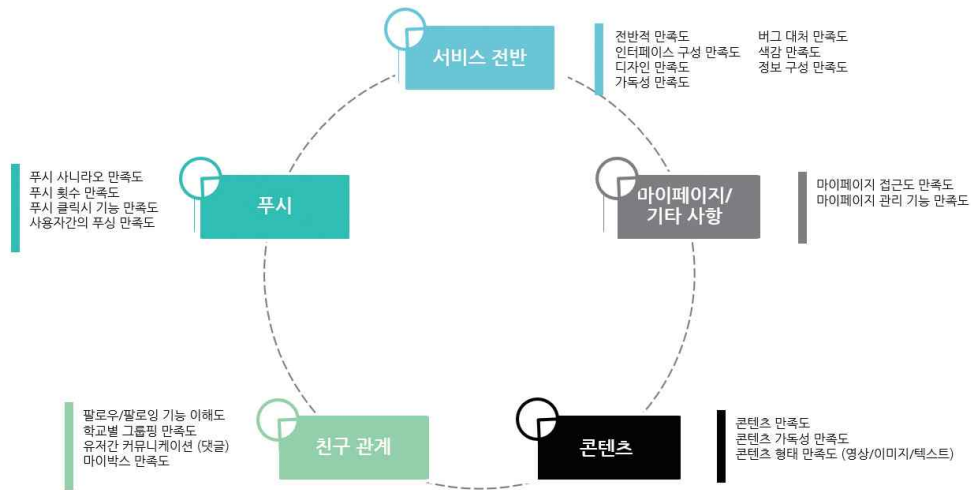 서비스 전반
전반적 만족도
인터페이스 구성 만족도
디자인 만족도
가독성 만족도
버그 대처 만족도
색감 만족도
정보 구성 만족도
푸시 사니라오 만족도
푸시 횟수 만족도
푸시 클릭시 기능 만족도
사용자간의 푸싱 만족도
푸시
마이페이지/
기타 사항
마이페이지 접근도 만족도
마이페이지 관리 기능 만족도
팔로우/팔로잉 기능 이해도
학교별 그룹핑 만족도
유저간 커뮤니케이션 (댓글)
마이박스 만족도
친구 관계
콘텐츠
콘텐츠 만족도
콘텐츠 가독성 만족도
콘텐츠 형태 만족도 (영상/이미지/텍스트)